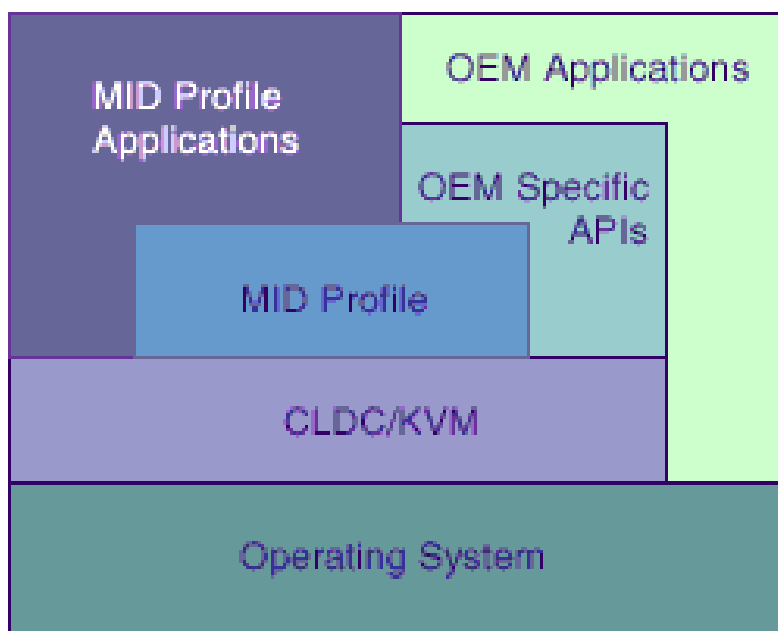 MID Profile
Applications
OEM Applications
OEM Specific
APIs
MID Profile
CLDC/KVM
Operating System